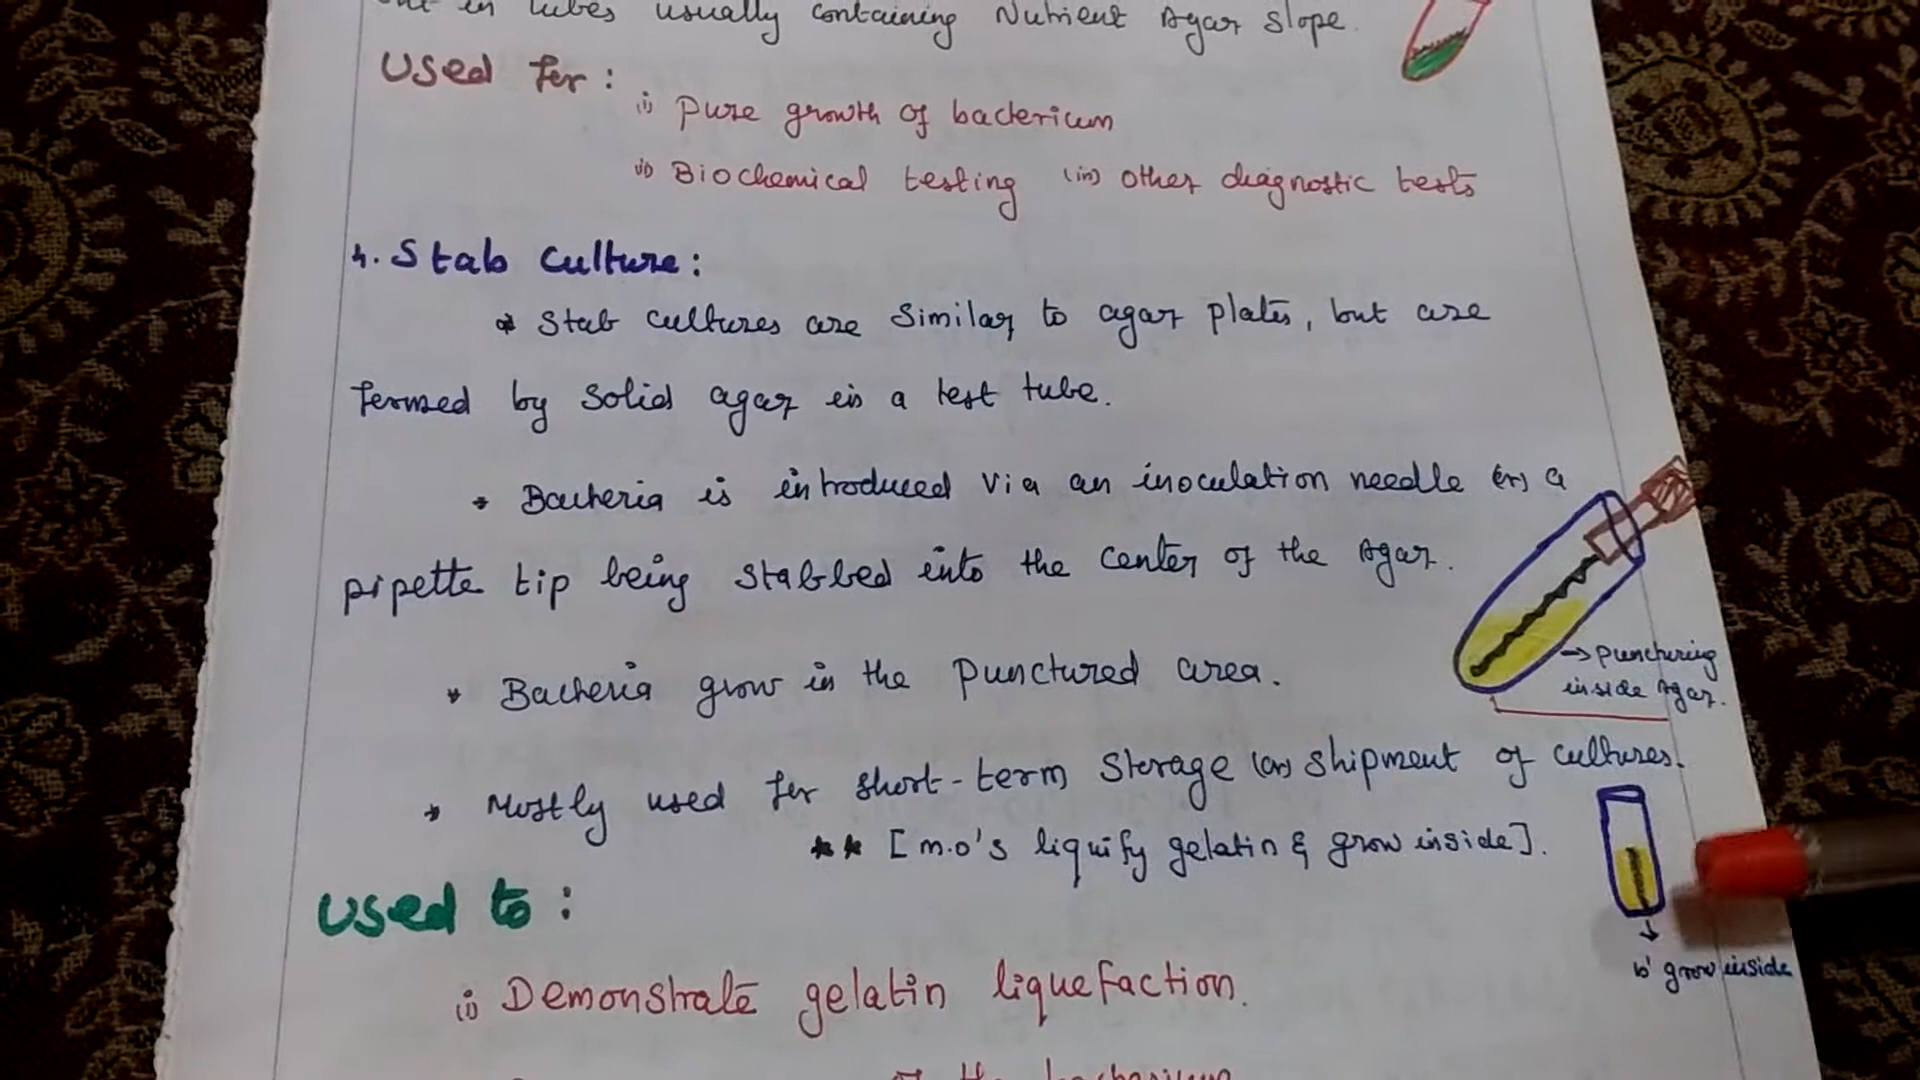 in tubes usually containing Nutrient Agar slope.
Used for:
i) Pure growth of bacterium
ii) Biochemical testing (iii) other diagnostic tests
4. Stab Culture:
* Stab cultures are similar to agar plates, but are
formed by solid agar in a test tube.
* Bacteria is introduced via an inoculation needle (or) a
pipette tip being stabbed into the center of the Agar.
→ Puncturing
inside Agar.
* Bacteria grow in the punctured area.
* Mostly used for short-term storage (or) shipment of cultures.
** [m.o's liquify gelatin & grow inside].
b' grow inside
Used to:
i) Demonstrate gelatin liquefaction.
the bacterium